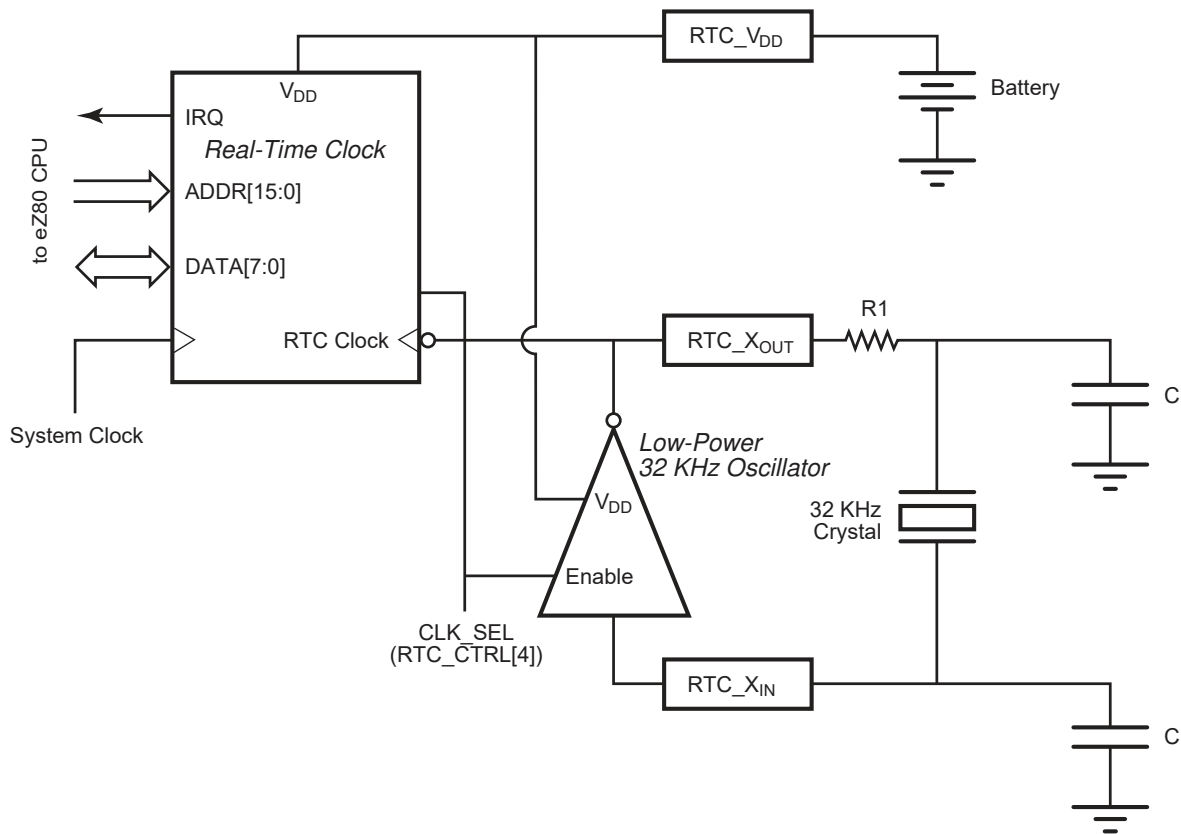 RTC_VDD
VDD
Battery
IRQ
Real-Time Clock
to eZ80 CPU
ADDR[15:0]
DATA[7:0]
R1
RTC Clock
RTC_XOUT
C
System Clock
Low-Power
32 KHz Oscillator
VDD
32 KHz
Crystal
Enable
CLK_SEL
(RTC_CTRL[4])
RTC_XIN
C